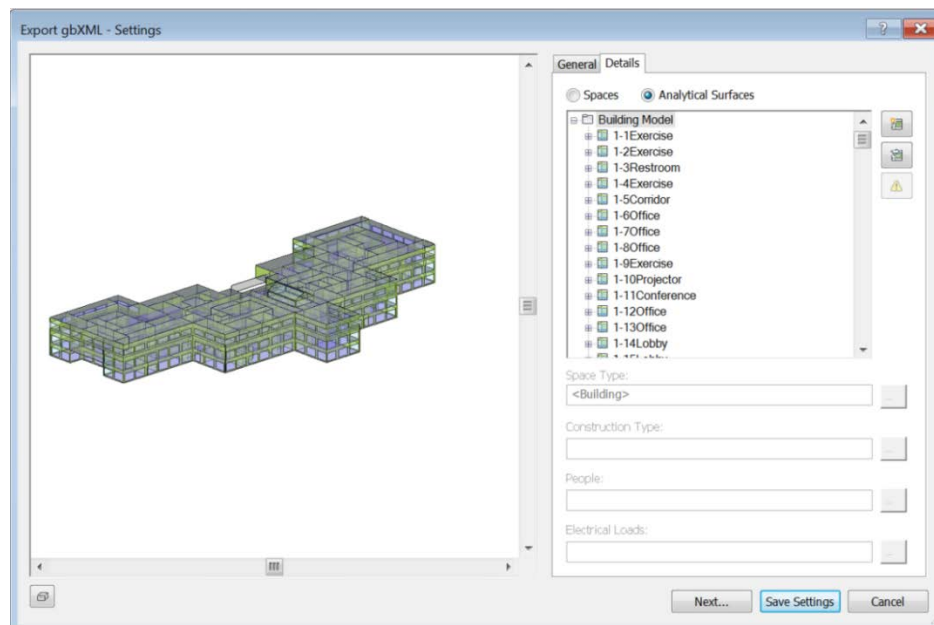 Export gbXML - Settings
General Details
Spaces Analytical Surfaces
Building Model
1-1Exercise
1-2Exercise
1-3Restroom
1-4Exercise
1-5Corridor
1-6Office
1-7Office
1-8Office
1-9Exercise
1-10Projector
1-11Conference
1-12Office
1-13Office
1-14Lobby
1-15Lobby
Space Type:
<Building>
Construction Type:
People:
Electrical Loads:
Next... Save Settings Cancel